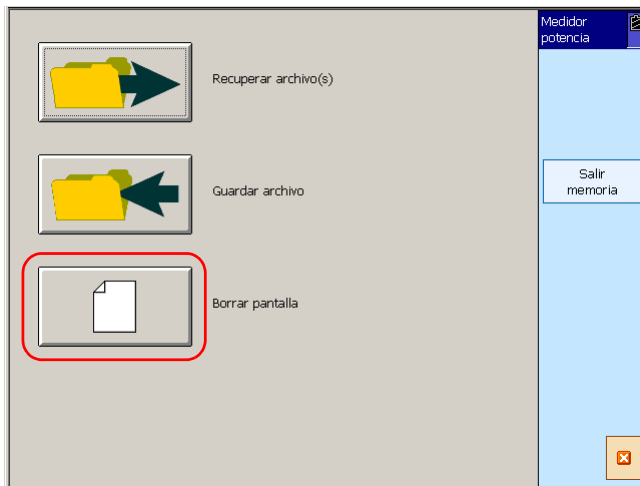 Medidor
potencia
Recuperar archivo(s)
Guardar archivo
Salir
memoria
Borrar pantalla